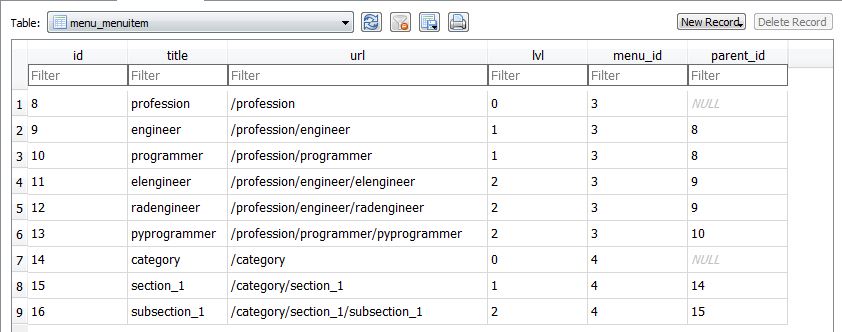 Table: menu_menuitem New Record Delete Record
id title url lvl menu_id parent_id
Filter Filter Filter Filter Filter Filter
1 8 profession /profession 0 3 NULL
2 9 engineer /profession/engineer 1 3 8
3 10 programmer /profession/programmer 1 3 8
4 11 elengineer /profession/engineer/elengineer 2 3 9
5 12 radengineer /profession/engineer/radengineer 2 3 9
6 13 pyprogrammer /profession/programmer/pyprogrammer 2 3 10
7 14 category /category 0 4 NULL
8 15 section_1 /category/section_1 1 4 14
9 16 subsection_1 /category/section_1/subsection_1 2 4 15